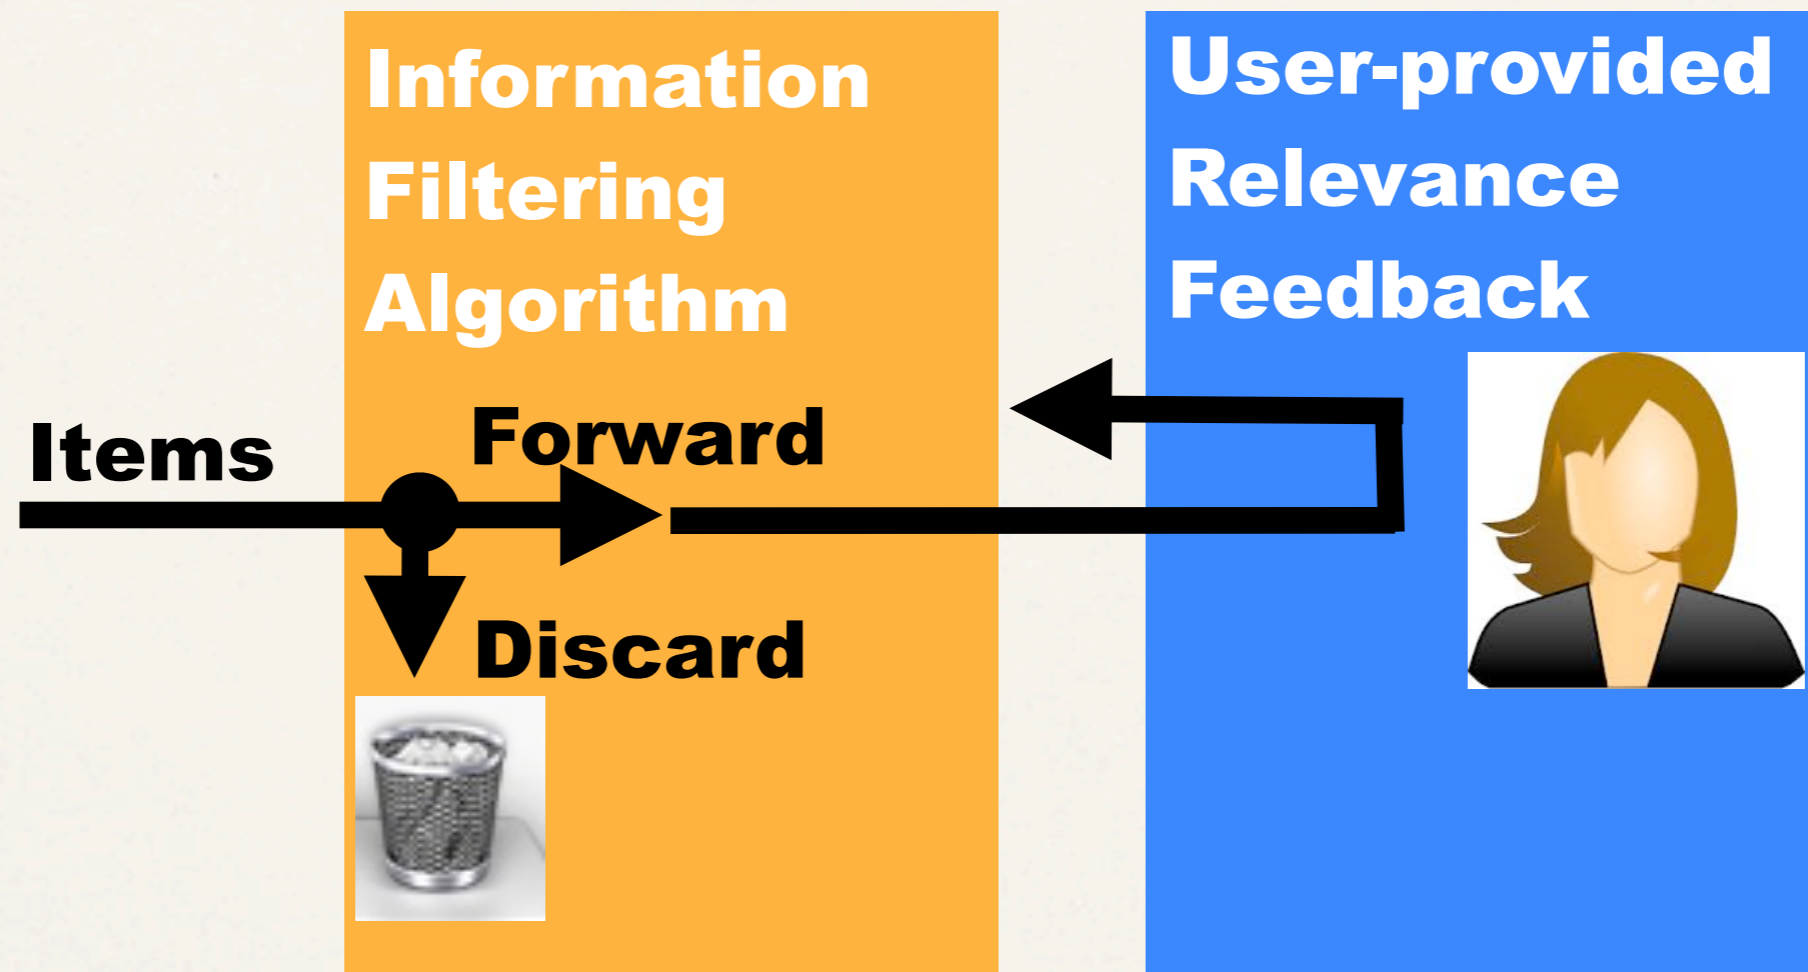 Information
Filtering
Algorithm
User-provided
Relevance
Feedback
Items
Forward
Discard